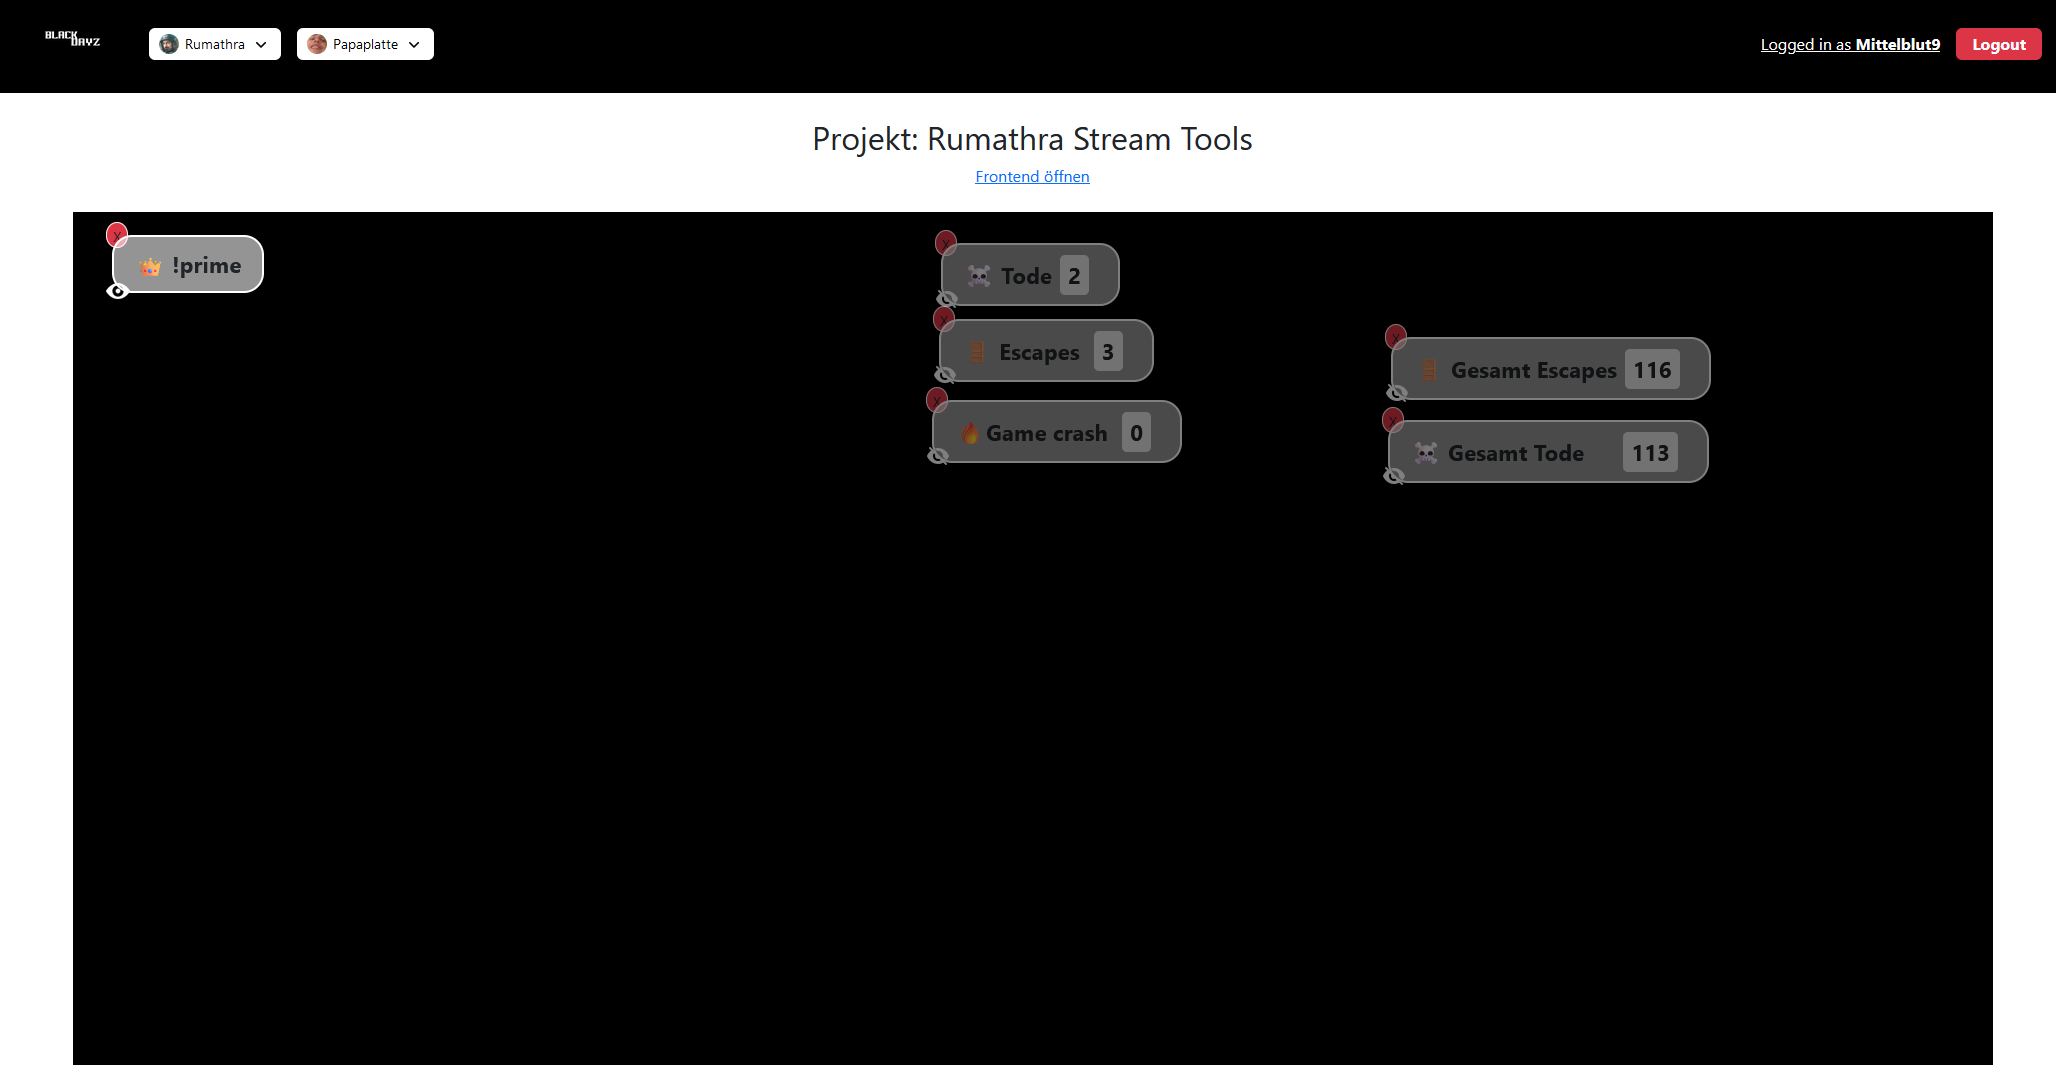 BLACK
DAYZ
Rumathra
Papaplatte
Logged in as Mittelblut9
Logout
Projekt: Rumathra Stream Tools
Frontend öffnen
X
!prime
X
Tode 2
X
Escapes 3
X
Game crash 0
X
Gesamt Escapes 116
X
Gesamt Tode 113